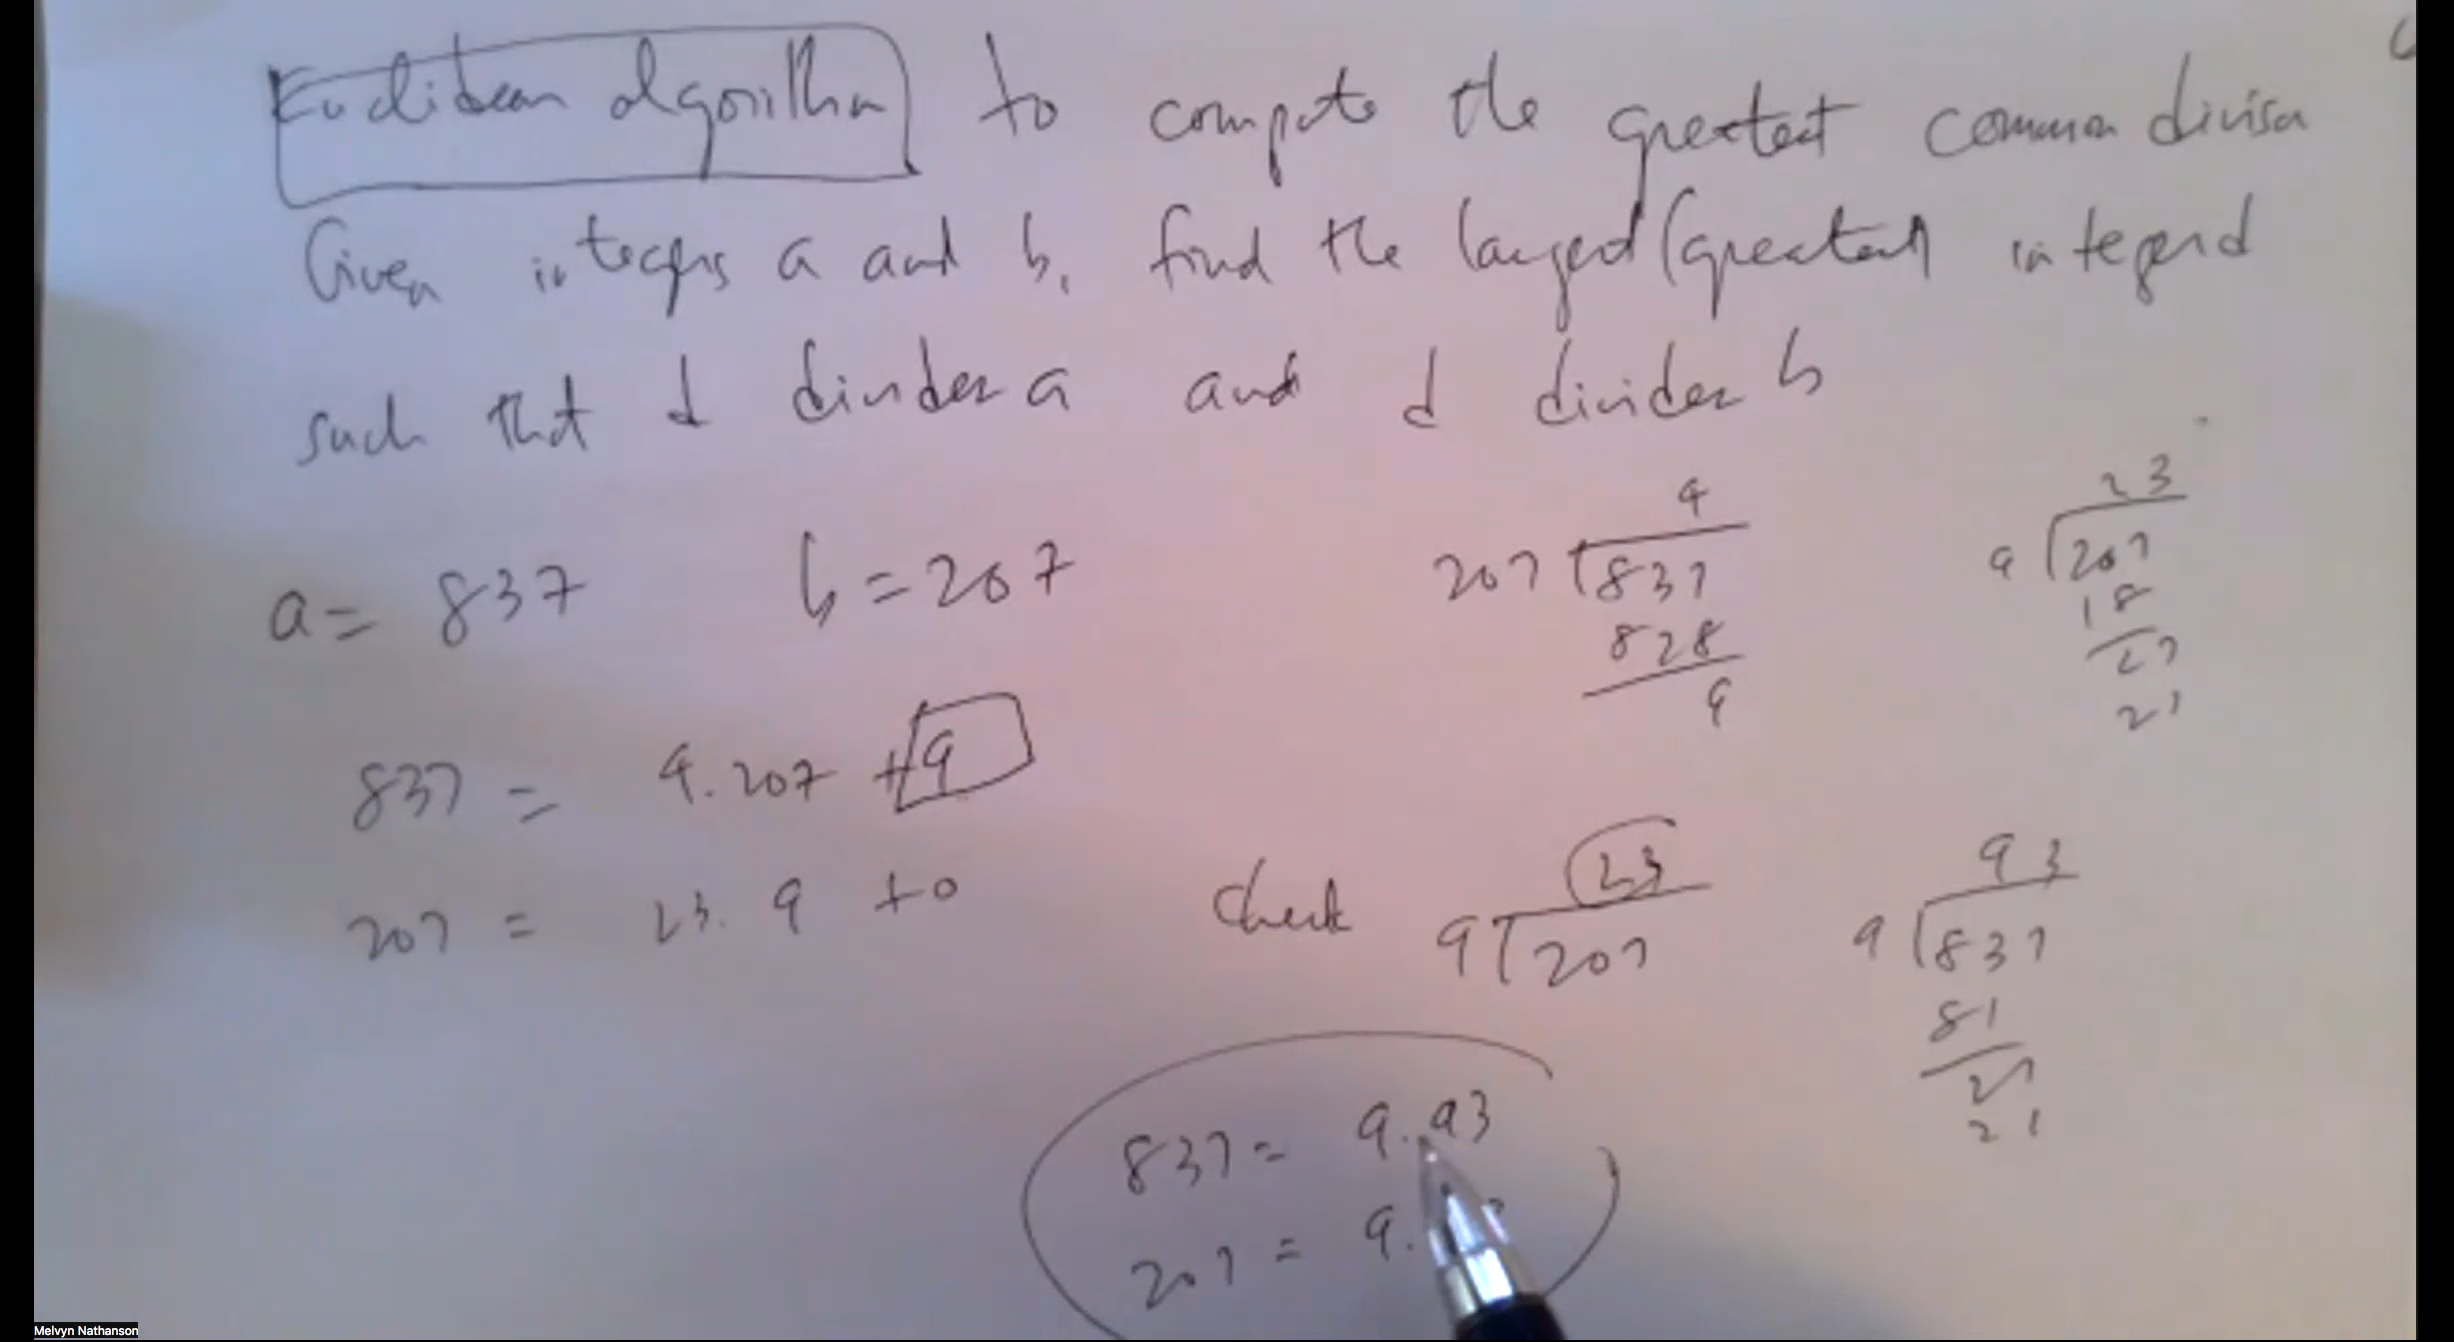 Euclidean algorithm to compute the greatest common divisor
Given integers a and b, find the largest (greatest) integer d
such that d divides a and d divides b
a = 837 b = 207
4
207 837
828
9
23
9 207
18
27
27
837 = 4.207 + 9
207 = 23.9 + 0
Check
23
9 207
93
9 837
81
27
27
837 = 9.93
207 = 9.
Melvyn Nathanson